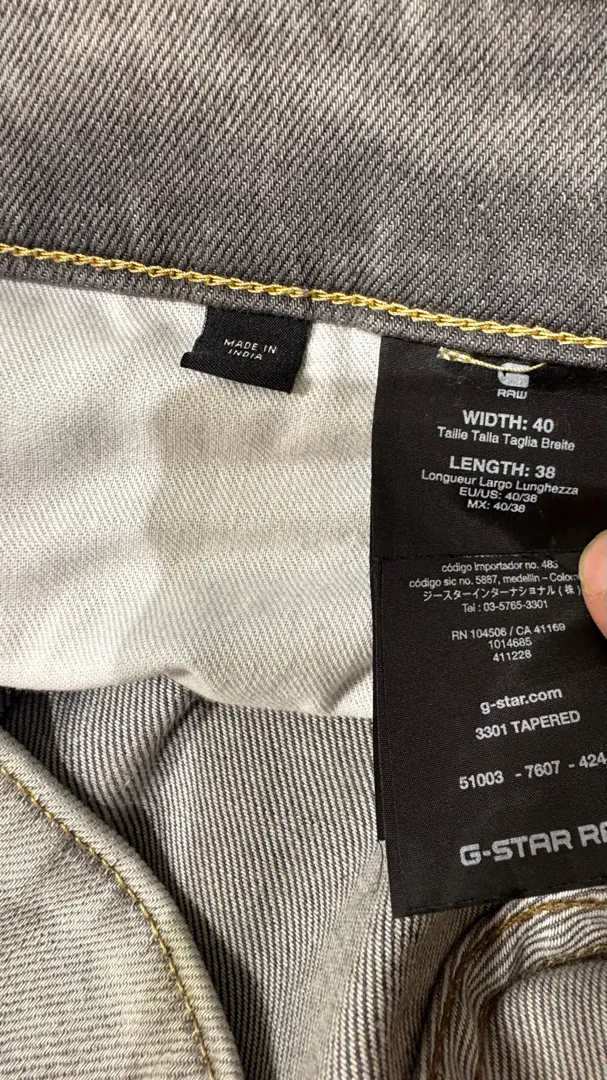 MADE IN
INDIA
RAW
WIDTH: 40
Taille Talla Taglia Breite
LENGTH: 38
Longueur Largo Lunghezza
EU/US: 40/38
MX: 40/38
código Importador no.
código sic no. 5887, medellin –
ジースターインターナショナル (株)
Tel : 03-5765-3301
RN 104506 / CA 41169
1014685
411228
g-star.com
3301 TAPERED
51003 - 7607 - 424
G-STAR